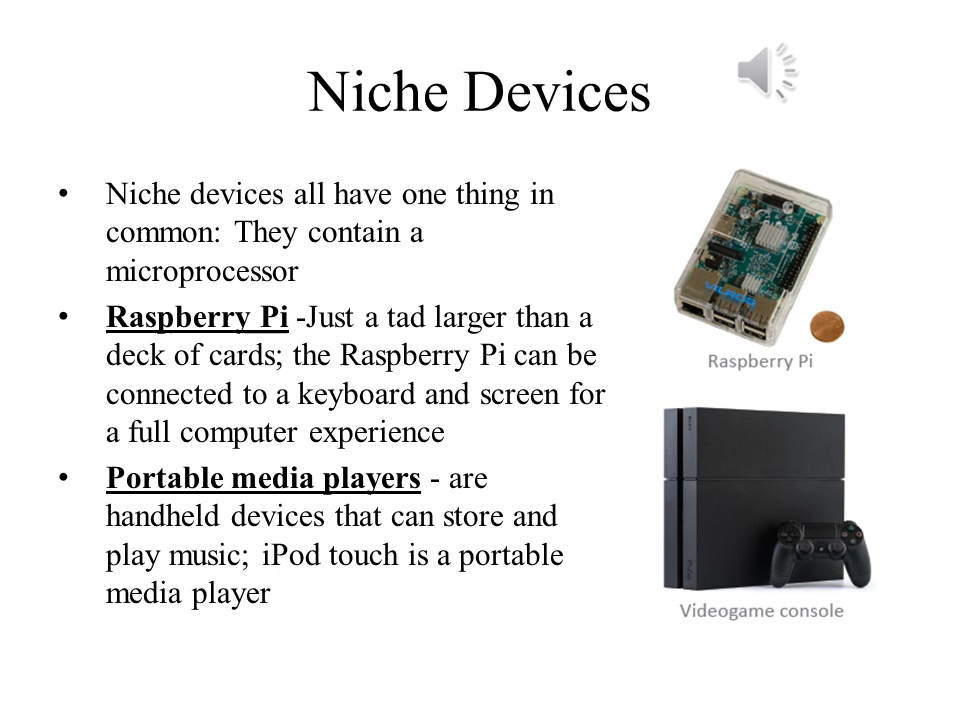 Niche Devices
• Niche devices all have one thing in
common: They contain a
microprocessor
• Raspberry Pi -Just a tad larger than a
deck of cards; the Raspberry Pi can be
connected to a keyboard and screen for
a full computer experience
• Portable media players - are
handheld devices that can store and
play music; iPod touch is a portable
media player
VILROS
Raspberry Pi
SONY
PS4
Videogame console